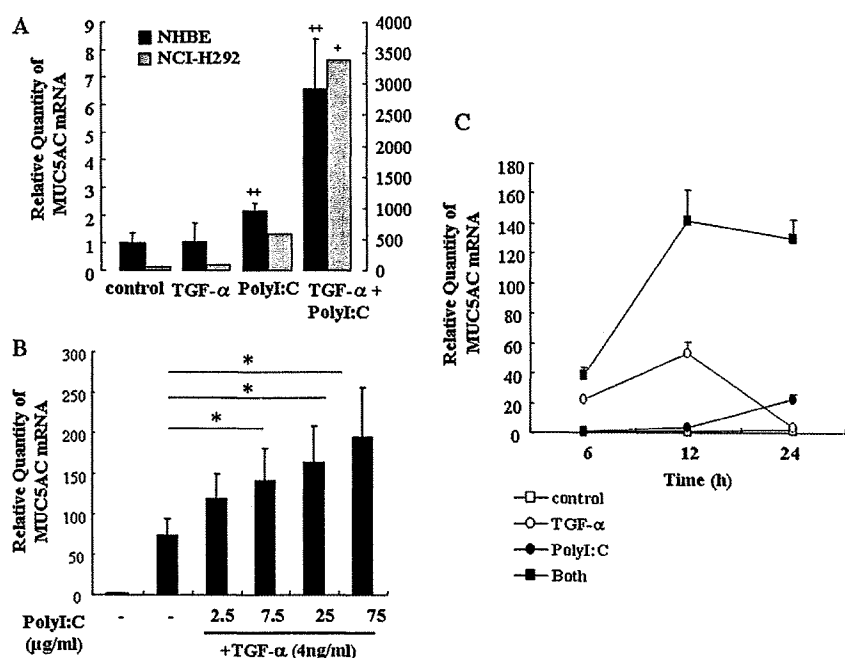 A
Relative Quantity of
MUC5AC mRNA
9
8
7
6
5
4
3
2
1
0
NHBE
NCI-H292
++
++
+
4000
3500
3000
2500
2000
1500
1000
500
0
control
TGF-α
PolyI:C
TGF-α +
PolyI:C
B
Relative Quantity of
MUC5AC mRNA
300
250
200
150
100
50
0
*
*
*
PolyI:C
(µg/ml)
- - 2.5 7.5 25 75
+TGF-α (4ng/ml)
C
Relative Quantity of
MUC5AC mRNA
180
160
140
120
100
80
60
40
20
0
6 12 24
Time (h)
control
TGF-α
PolyI:C
Both